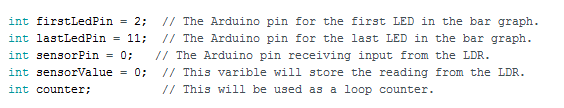 int firstLedPin = 2;  // The Arduino pin for the first LED in the bar graph.
int lastLedPin = 11;  // The Arduino pin for the last LED in the bar graph.
int sensorPin = 0;   // The Arduino pin receiving input from the LDR.
int sensorValue = 0;  // This varible will store the reading from the LDR.
int counter;          // This will be used as a loop counter.